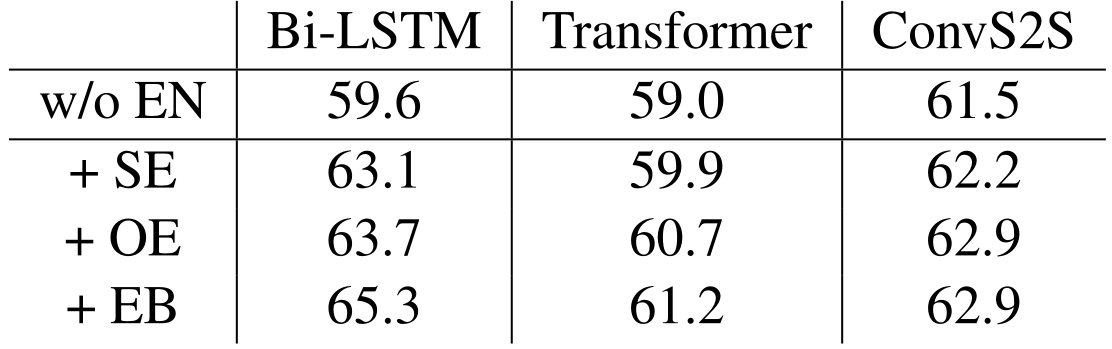 Bi-LSTM Transformer ConvS2S
w/o EN 59.6 59.0 61.5
+ SE 63.1 59.9 62.2
+ OE 63.7 60.7 62.9
+ EB 65.3 61.2 62.9